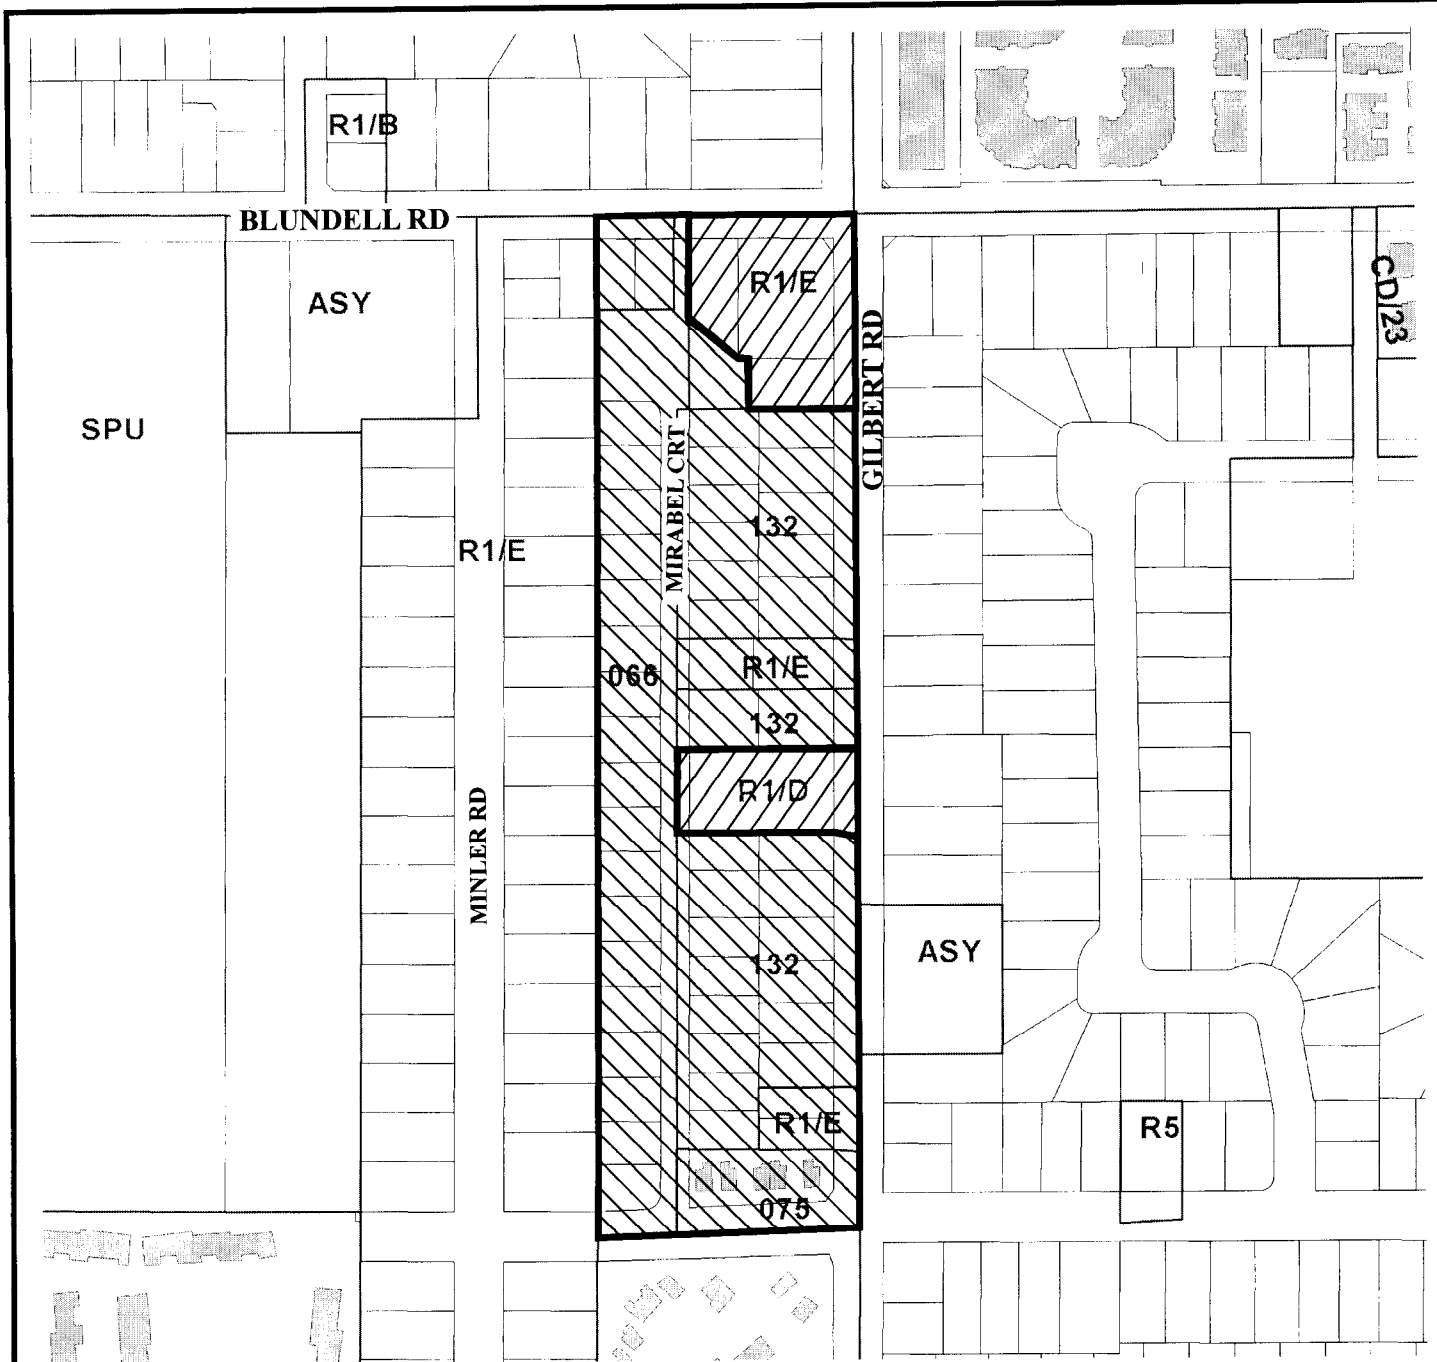 R1/B
BLUNDELL RD
R1/E
ASY
CD/23
GILBERT RD
SPU
MIRABEL CRT
132
R1/E
066
R1/E
132
R1/D
MINLER RD
132
ASY
R1/E
R5
075